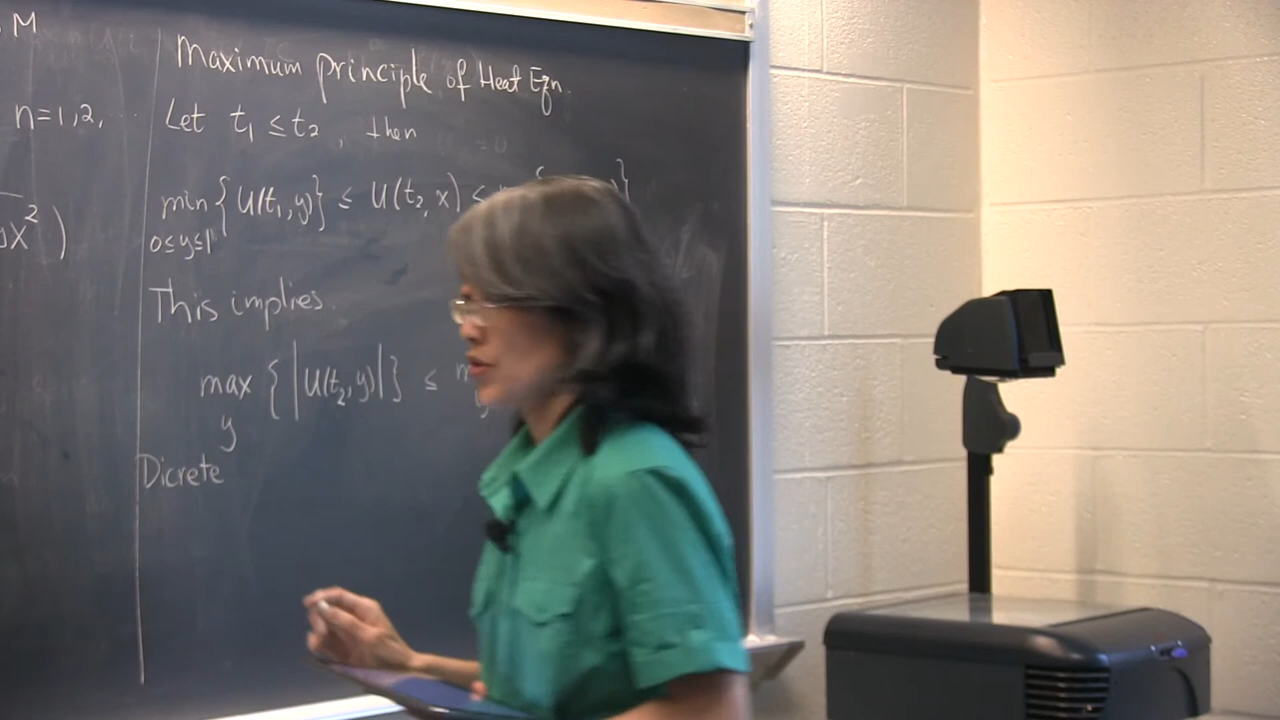 M
n=1,2, ...
x²)
Maximum principle of Heat Eqn.
Let t₁ ≤ t₂, then
min {U(t₁,y)} ≤ U(t₂,x) ≤ }
0≤y≤1
This implies.
max {|U(t₂,y)|} ≤
y
Dicrete